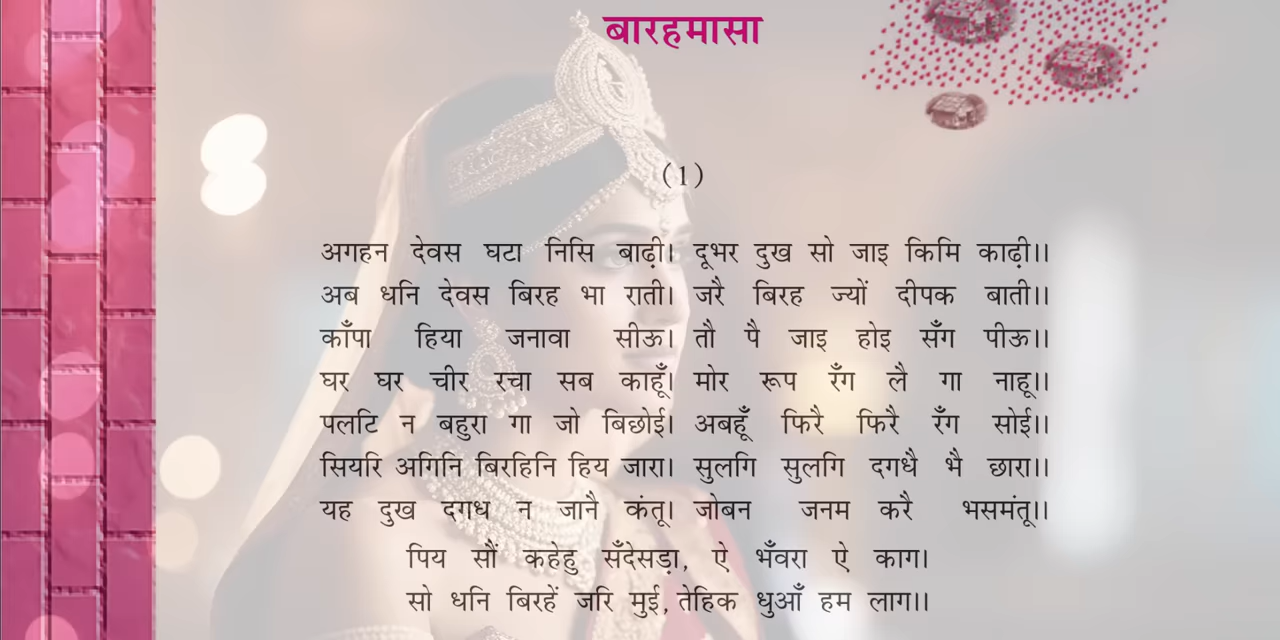 बारहमासा
(1)
अगहन देवस घटा निसि बाढ़ी। दूभर दुख सो जाइ किमि काढ़ी।।
अब धनि देवस बिरह भा राती। जरै बिरह ज्यों दीपक बाती।।
काँपा हिया जनावा सीऊ। तौ पै जाइ होइ सँग पीऊ।।
घर घर चीर रचा सब काहूँ। मोर रूप रँग लै गा नाहू।।
पलटि न बहुरा गा जो बिछोई। अबहूँ फिरै फिरै रँग सोई।।
सियरि अगिनि बिरहिनि हिय जारा। सुलगि सुलगि दगधै भै छारा।।
यह दुख दगध न जानै कंतू। जोबन जनम करै भसमंतू।।
पिय सौं कहेहु सँदेसड़ा, ऐ भँवरा ऐ काग।
सो धनि बिरहें जरि मुई, तेहिक धुआँ हम लाग।।